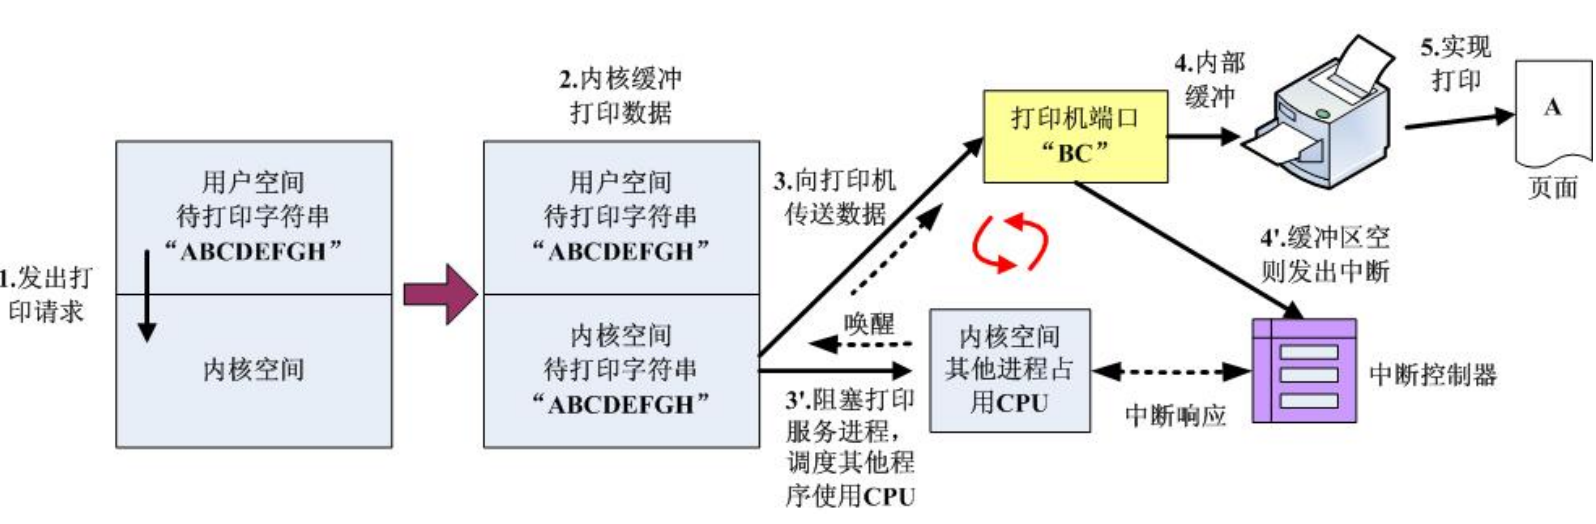 1.发出打
印请求
用户空间
待打印字符串
“ABCDEFGH”
内核空间
2.内核缓冲
打印数据
用户空间
待打印字符串
“ABCDEFGH”
内核空间
待打印字符串
“ABCDEFGH”
3.向打印机
传送数据
唤醒
3'.阻塞打印
服务进程，
调度其他程
序使用CPU
打印机端口
“BC”
内核空间
其他进程占
用CPU
4.内部
缓冲
4'.缓冲区空
则发出中断
中断响应
中断控制器
5.实现
打印
A
页面